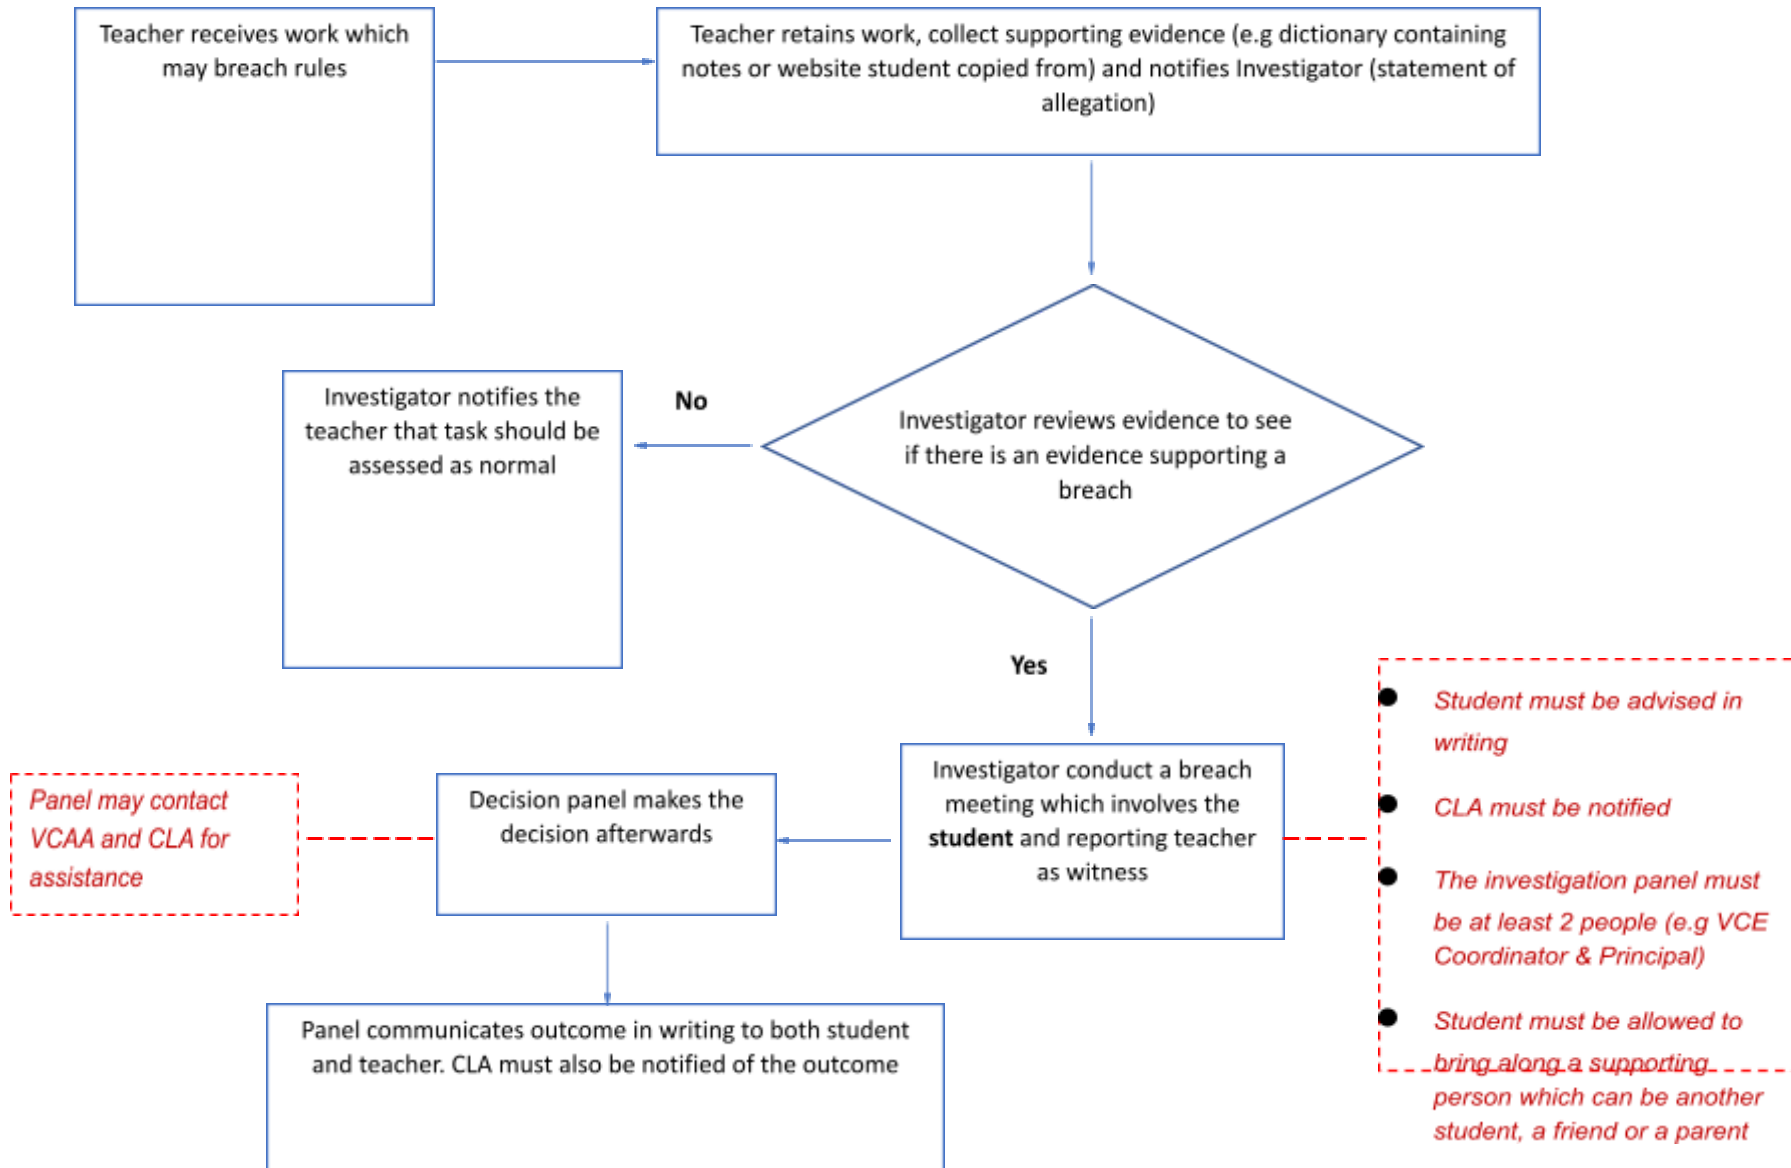 Teacher receives work which
may breach rules
Teacher retains work, collect supporting evidence (e.g dictionary containing
notes or website student copied from) and notifies Investigator (statement of
allegation)
Investigator notifies the
teacher that task should be
assessed as normal
No
Investigator reviews evidence to see
if there is an evidence supporting a
breach
Yes
Student must be advised in
writing
CLA must be notified
The investigation panel must
be at least 2 people (e.g VCE
Coordinator & Principal)
Student must be allowed to
bring along a supporting
person which can be another
student, a friend or a parent
Investigator conduct a breach
meeting which involves the
student and reporting teacher
as witness
Decision panel makes the
decision afterwards
Panel may contact
VCAA and CLA for
assistance
Panel communicates outcome in writing to both student
and teacher. CLA must also be notified of the outcome